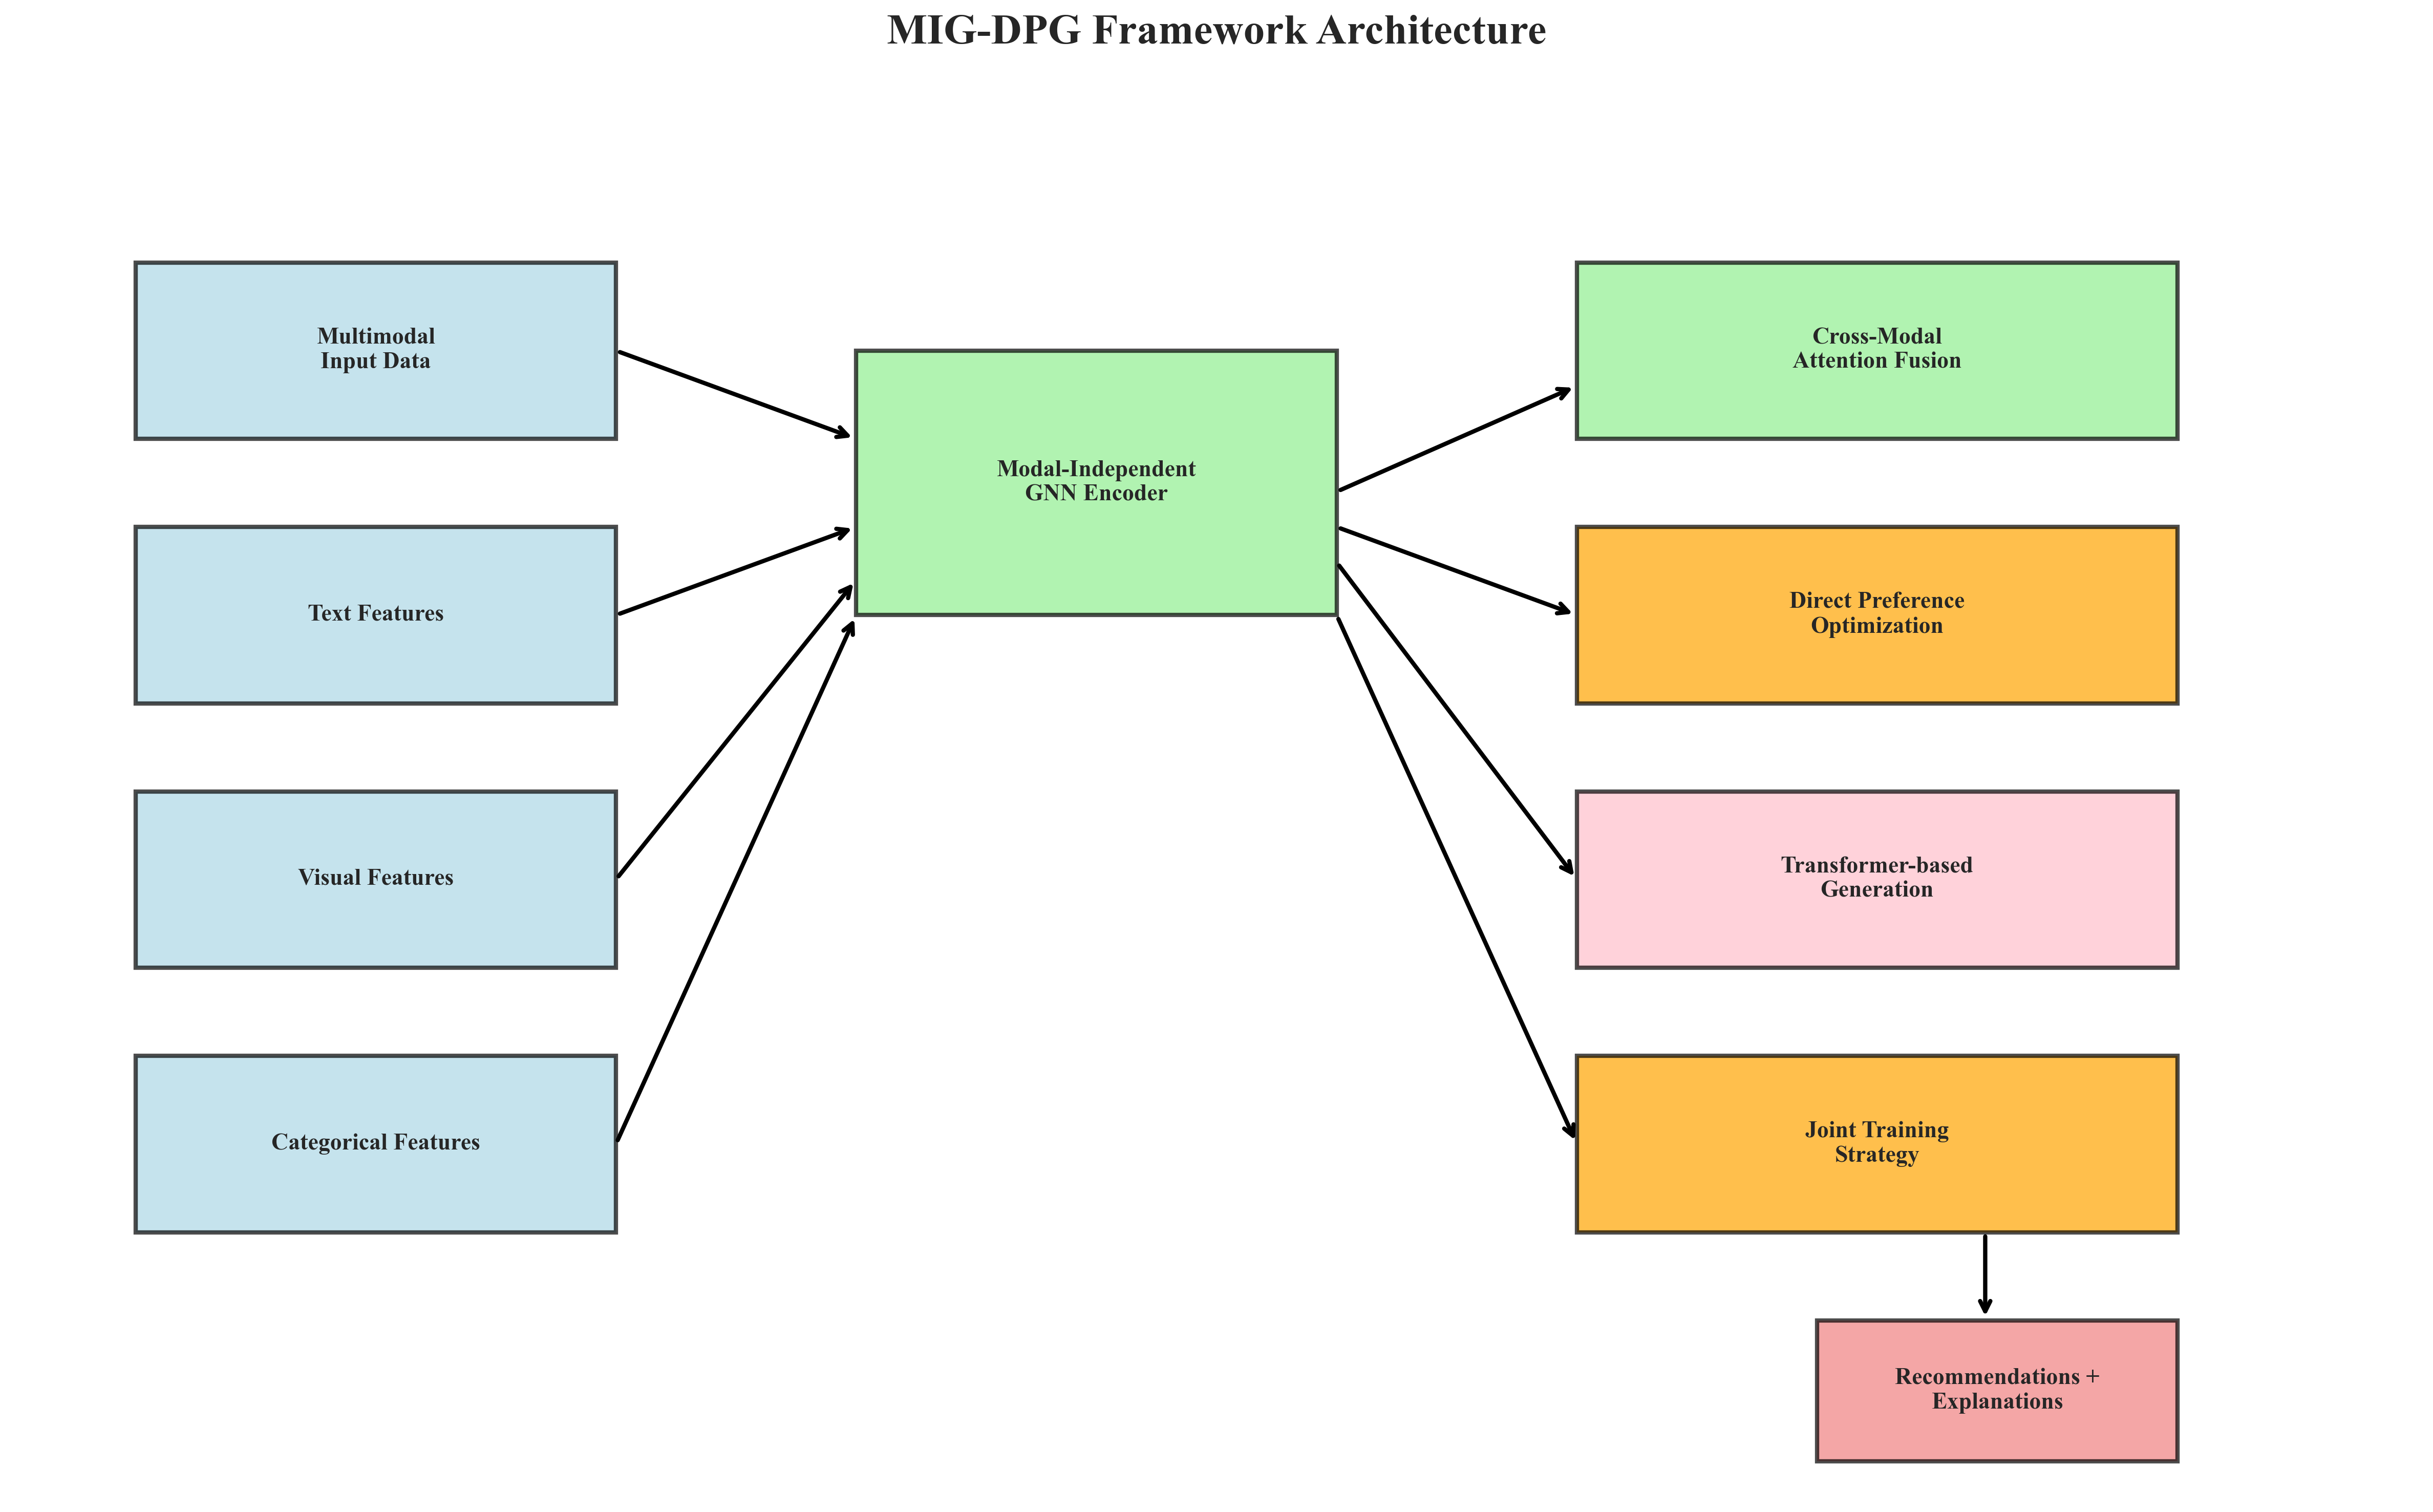 MIG-DPG Framework Architecture
Multimodal
Input Data
Text Features
Visual Features
Categorical Features
Modal-Independent
GNN Encoder
Cross-Modal
Attention Fusion
Direct Preference
Optimization
Transformer-based
Generation
Joint Training
Strategy
Recommendations +
Explanations